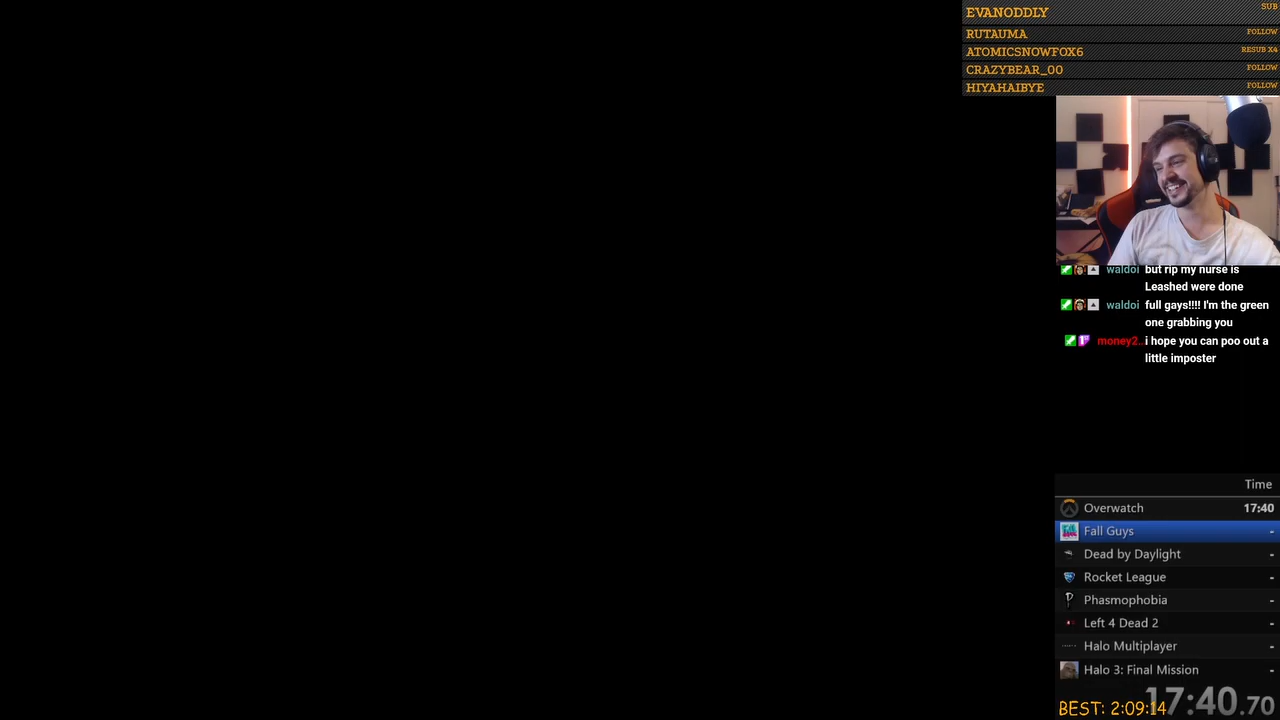 EVANODDLY SUB
RUTAUMA FOLLOW
ATOMICSNOWFOX6 RESUB X4
CRAZYBEAR_00 FOLLOW
HIYAHAIBYE FOLLOW
waldoi but rip my nurse is
Leashed were done
waldoi full gays!!!! I'm the green
one grabbing you
money2.. i hope you can poo out a
little imposter
Time
Overwatch 17:40
Fall Guys -
Dead by Daylight -
Rocket League -
Phasmophobia -
Left 4 Dead 2 -
Halo Multiplayer -
Halo 3: Final Mission -
BEST: 2:09:14 17:40.70